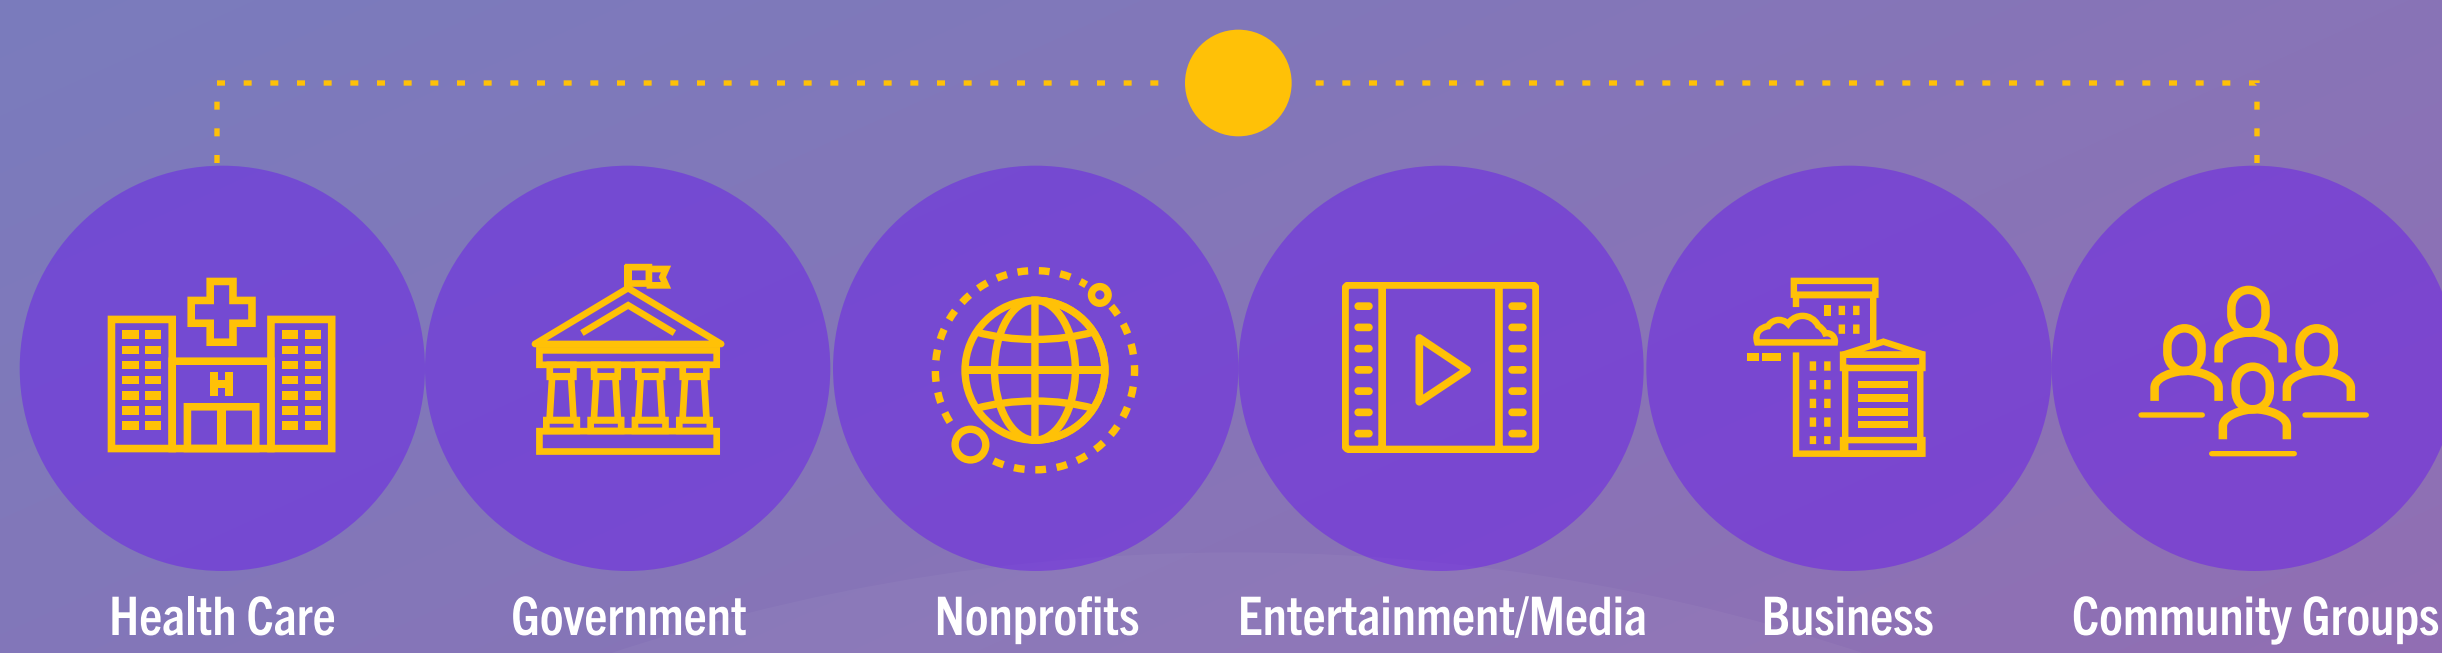 H
Health Care
Government
Nonprofits
Entertainment/Media
Business
Community Groups